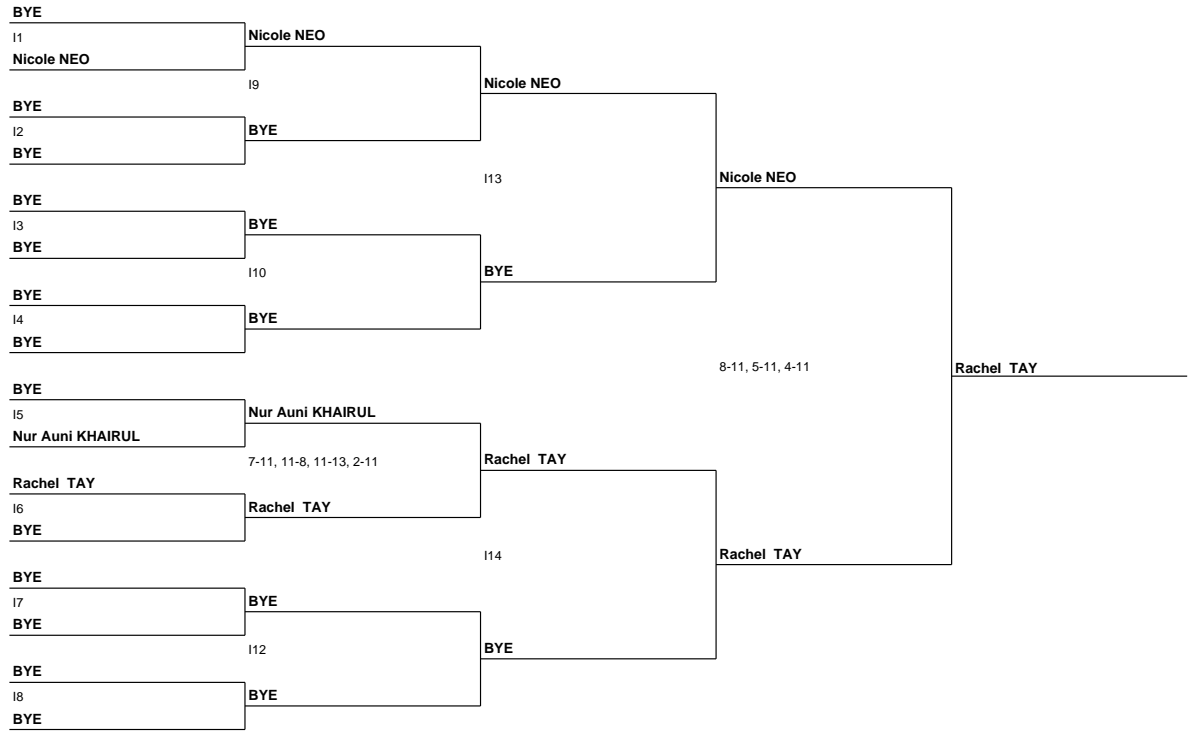 BYE
I1
Nicole NEO
BYE
I2
BYE
BYE
I3
BYE
BYE
I4
BYE
BYE
I5
Nur Auni KHAIRUL
Rachel TAY
I6
BYE
BYE
I7
BYE
BYE
I8
BYE
Nicole NEO
I9
BYE
BYE
I10
BYE
Nur Auni KHAIRUL
7-11, 11-8, 11-13, 2-11
Rachel TAY
BYE
I12
BYE
Nicole NEO
I13
BYE
Rachel TAY
I14
BYE
Nicole NEO
8-11, 5-11, 4-11
Rachel TAY
Rachel TAY